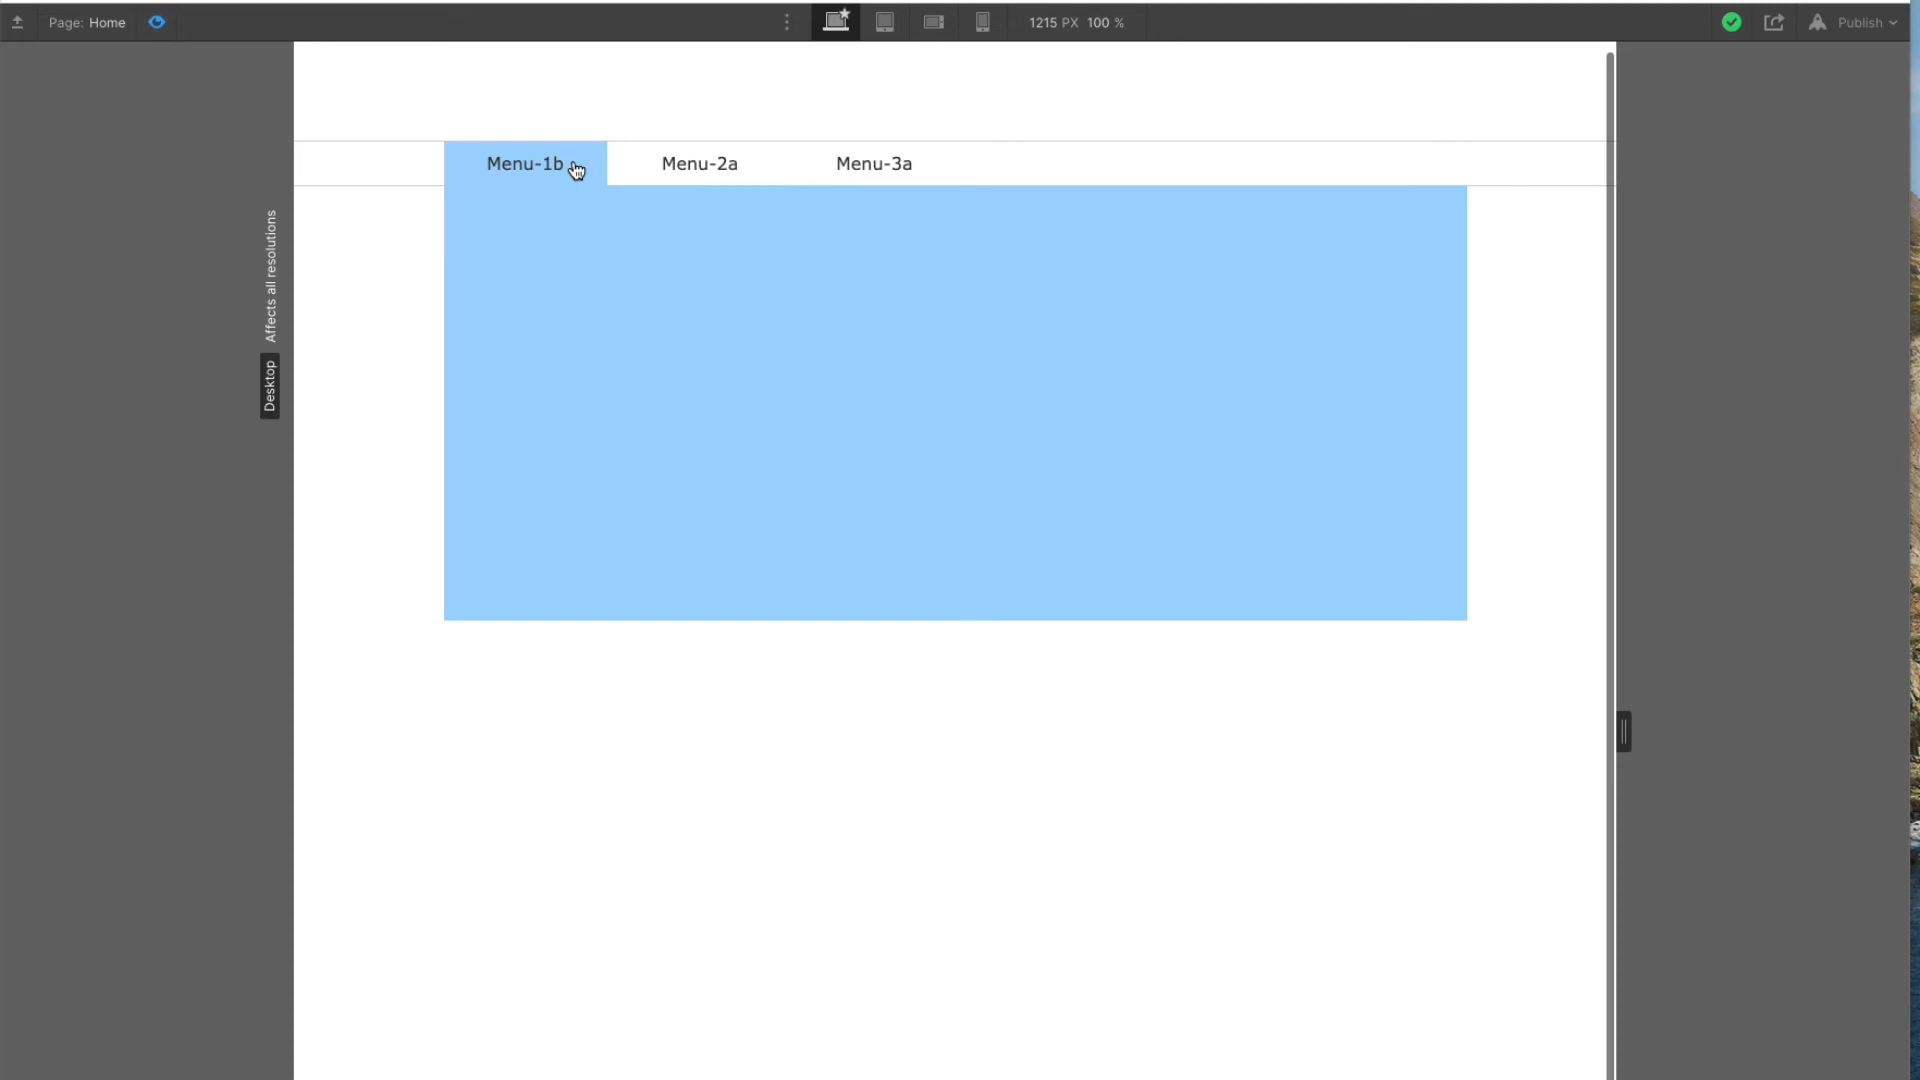 Page: Home
1215 PX 100 %
Publish
Menu-1b
Menu-2a
Menu-3a
Affects all resolutions
Desktop